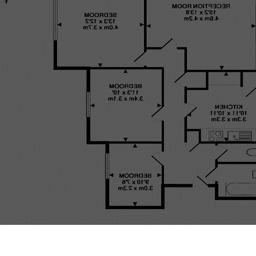 RECEPTION ROOM
15'2 x 13'8
4.6m x 4.2m
BEDROOM
13'3 x 12'2
4.0m x 3.7m
BEDROOM
11'3 x 10'
3.4m x 3.1m
KITCHEN
10'11 x 10'11
3.3m x 3.3m
BEDROOM
9'10 x 7'6
3.0m x 2.3m